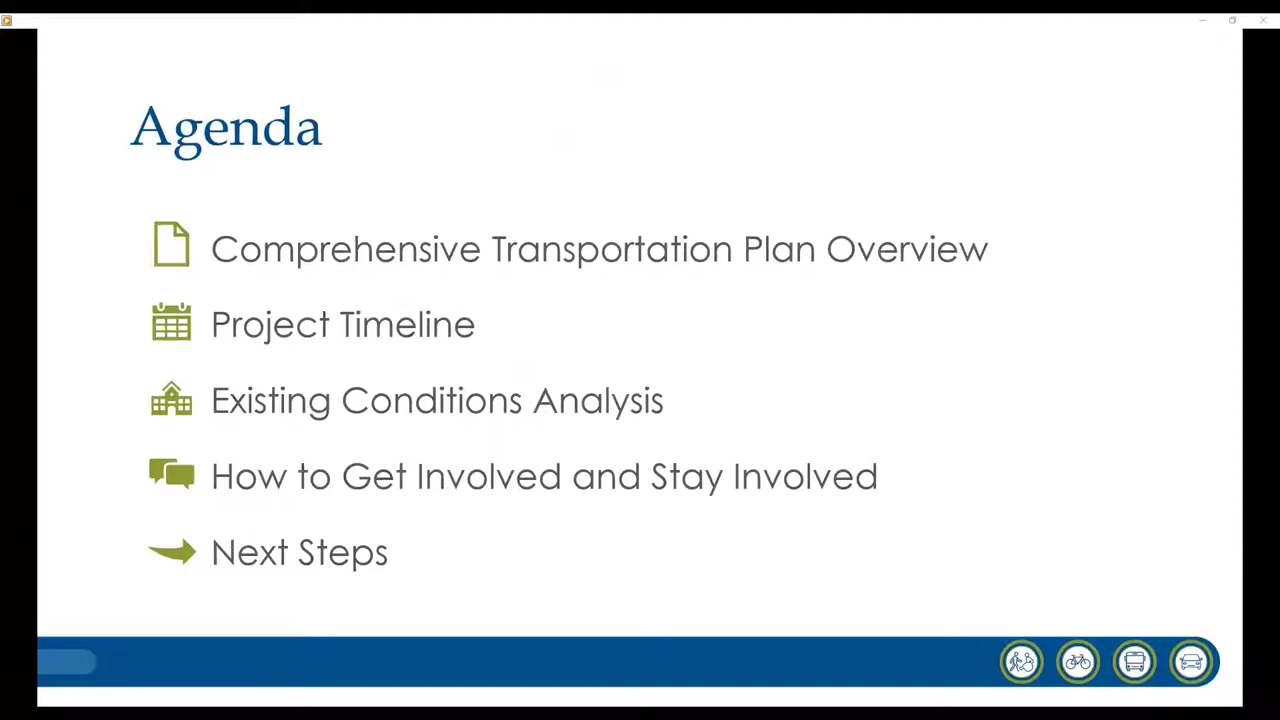 Agenda
Comprehensive Transportation Plan Overview
Project Timeline
Existing Conditions Analysis
How to Get Involved and Stay Involved
Next Steps